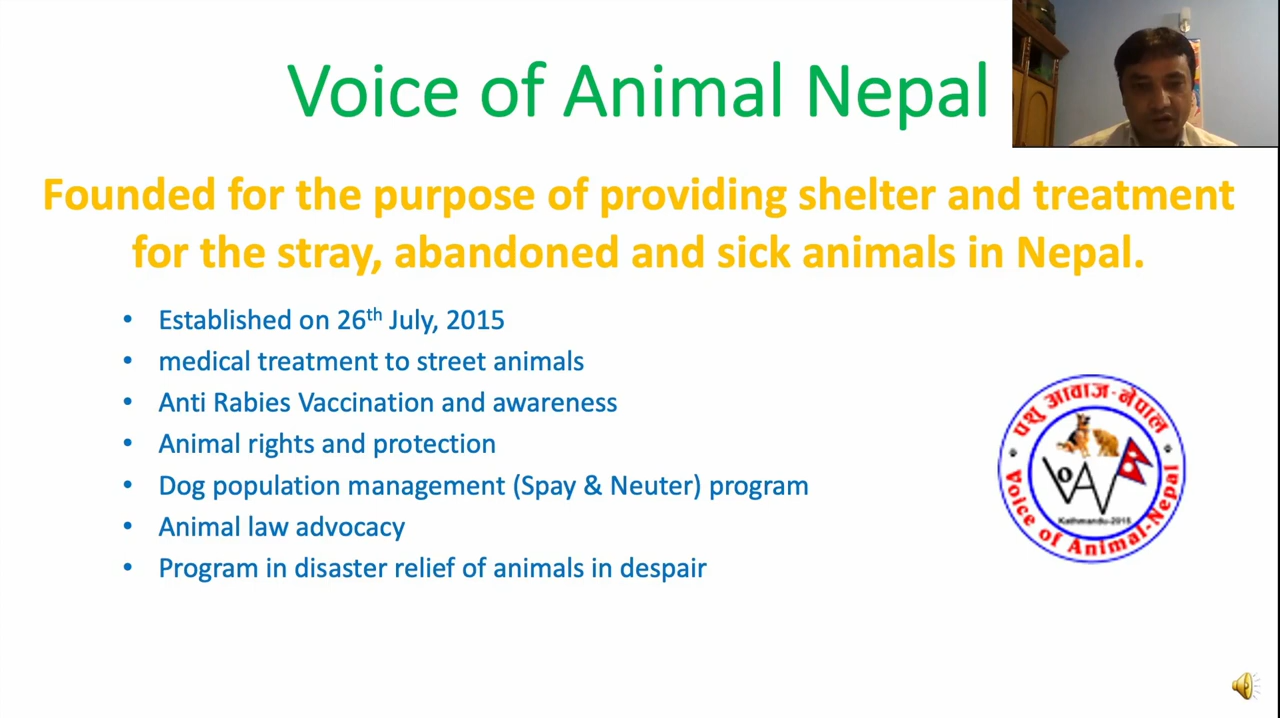 Voice of Animal Nepal
Founded for the purpose of providing shelter and treatment
for the stray, abandoned and sick animals in Nepal.
• Established on 26th July, 2015
• medical treatment to street animals
• Anti Rabies Vaccination and awareness
• Animal rights and protection
• Dog population management (Spay & Neuter) program
• Animal law advocacy
• Program in disaster relief of animals in despair
पशु आवाज-नेपाल
VoAN
Kathmandu-2015
Voice of Animal-Nepal